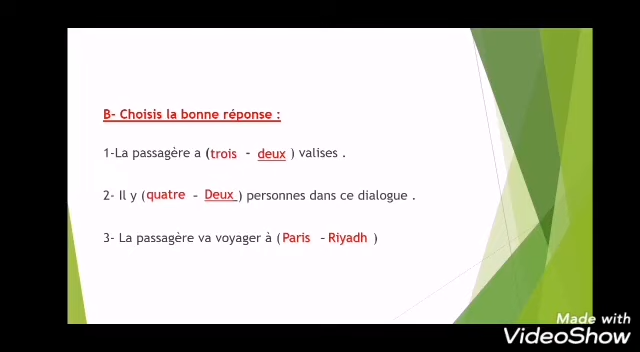 B- Choisis la bonne réponse :
1-La passagère a (trois - deux ) valises .
2- Il y (quatre - Deux ) personnes dans ce dialogue .
3- La passagère va voyager à (Paris - Riyadh )
Made with
VideoShow